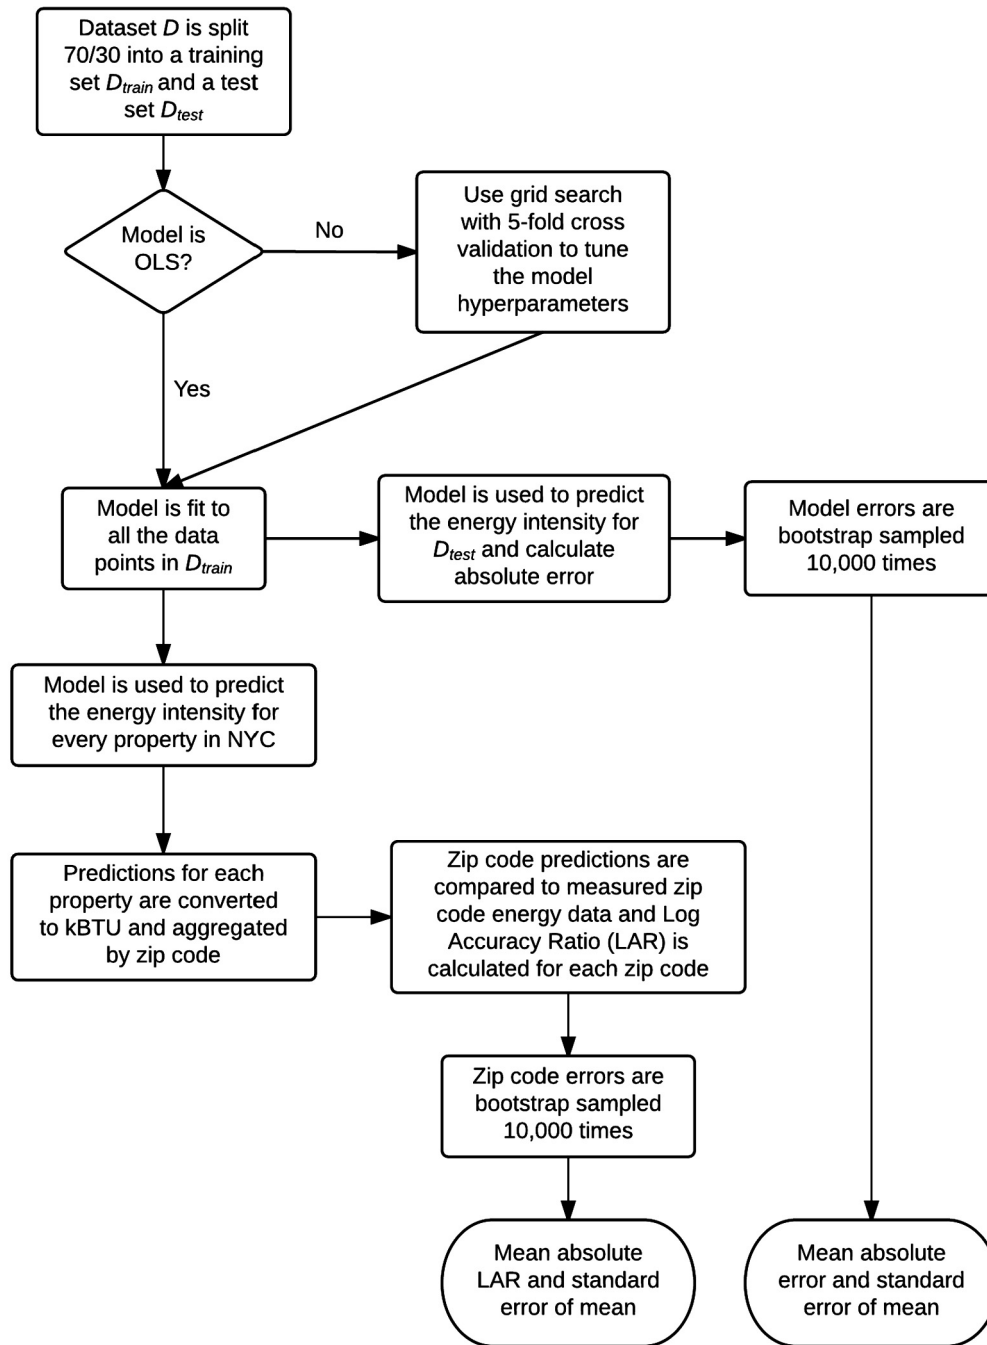 Dataset D is split
70/30 into a training
set Dtrain and a test
set Dtest
Model is
OLS?
No
Use grid search
with 5-fold cross
validation to tune
the model
hyperparameters
Yes
Model is fit to
all the data
points in Dtrain
Model is used to predict
the energy intensity for
Dtest and calculate
absolute error
Model errors are
bootstrap sampled
10,000 times
Model is used to predict
the energy intensity for
every property in NYC
Predictions for each
property are converted
to kBTU and aggregated
by zip code
Zip code predictions are
compared to measured zip
code energy data and Log
Accuracy Ratio (LAR) is
calculated for each zip code
Zip code errors are
bootstrap sampled
10,000 times
Mean absolute
LAR and standard
error of mean
Mean absolute
error and standard
error of mean